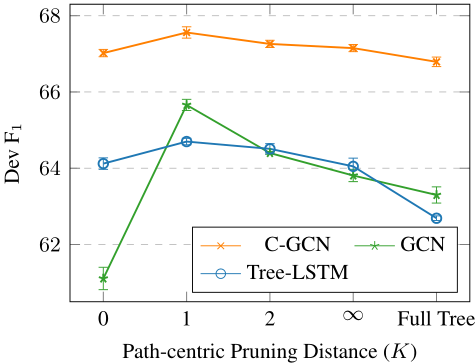 68
66
64
62
Dev F₁
0 1 2 ∞ Full Tree
Path-centric Pruning Distance (K)
C-GCN GCN
Tree-LSTM